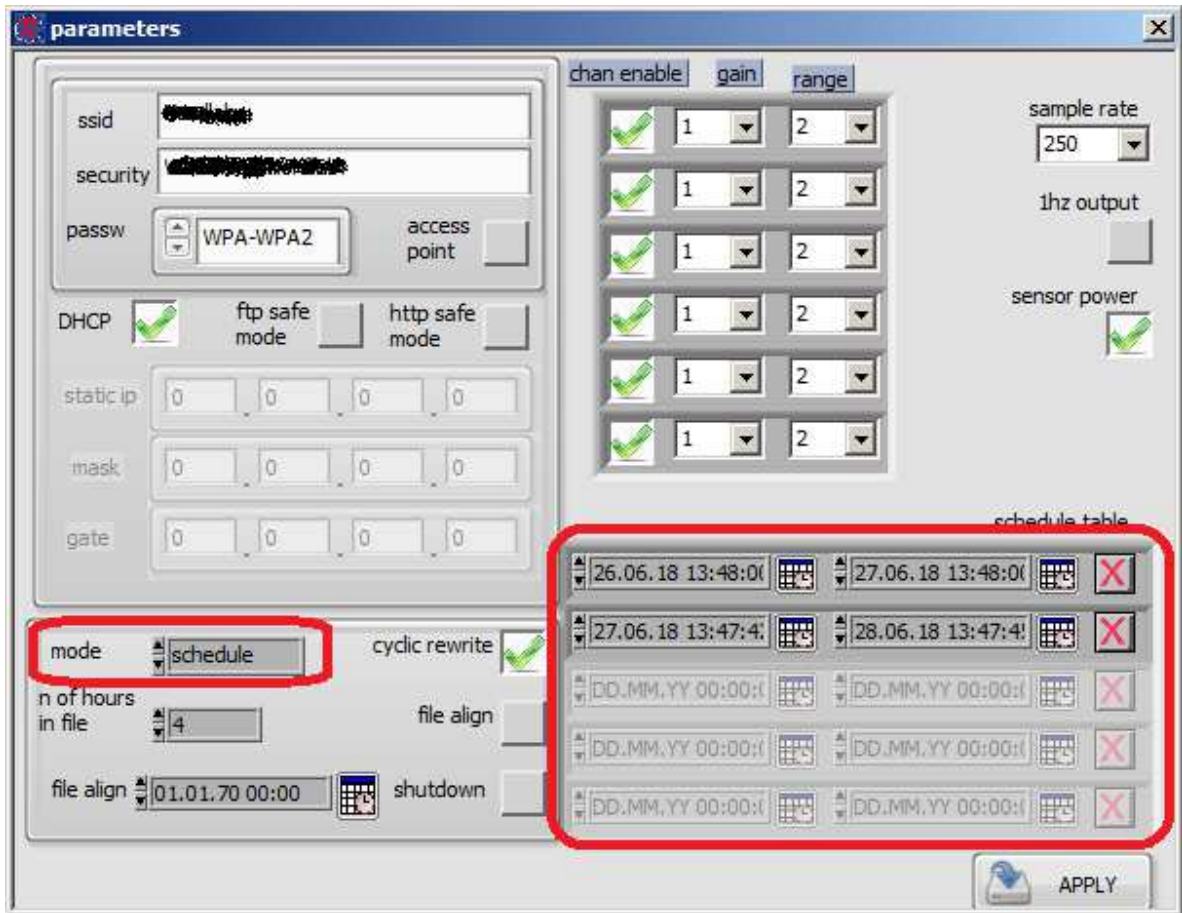 parameters
ssid
security
passw
WPA-WPA2
access
point
DHCP
ftp safe
mode
http safe
mode
static ip 0 . 0 . 0 . 0
mask 0 . 0 . 0 . 0
gate 0 . 0 . 0 . 0
mode schedule
cyclic rewrite
n of hours
in file
4
file align
file align 01.01.70 00:00
shutdown
chan enable gain range
1 2
1 2
1 2
1 2
1 2
1 2
sample rate
250
1hz output
sensor power
schedule table
26.06.18 13:48:0( 27.06.18 13:48:0(
27.06.18 13:47:4 28.06.18 13:47:4
DD.MM.YY 00:00:( DD.MM.YY 00:00:(
DD.MM.YY 00:00:( DD.MM.YY 00:00:(
DD.MM.YY 00:00:( DD.MM.YY 00:00:(
APPLY